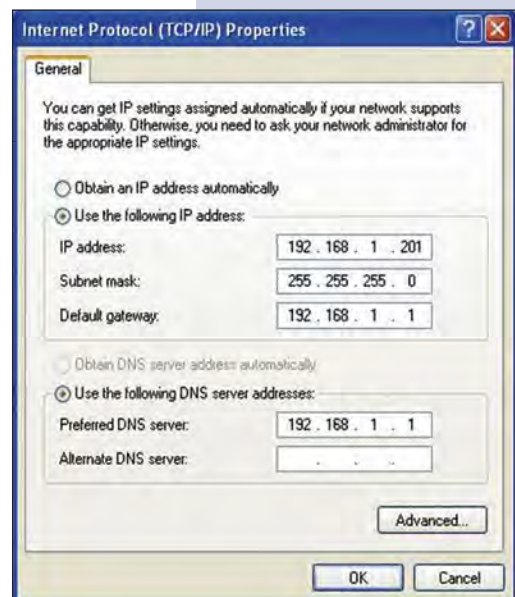 Internet Protocol (TCP/IP) Properties
General
You can get IP settings assigned automatically if your network supports
this capability. Otherwise, you need to ask your network administrator for
the appropriate IP settings.
Obtain an IP address automatically
Use the following IP address:
IP address: 192 . 168 . 1 . 201
Subnet mask: 255 . 255 . 255 . 0
Default gateway: 192 . 168 . 1 . 1
Obtain DNS server address automatically
Use the following DNS server addresses:
Preferred DNS server: 192 . 168 . 1 . 1
Alternate DNS server: . . .
Advanced...
OK Cancel